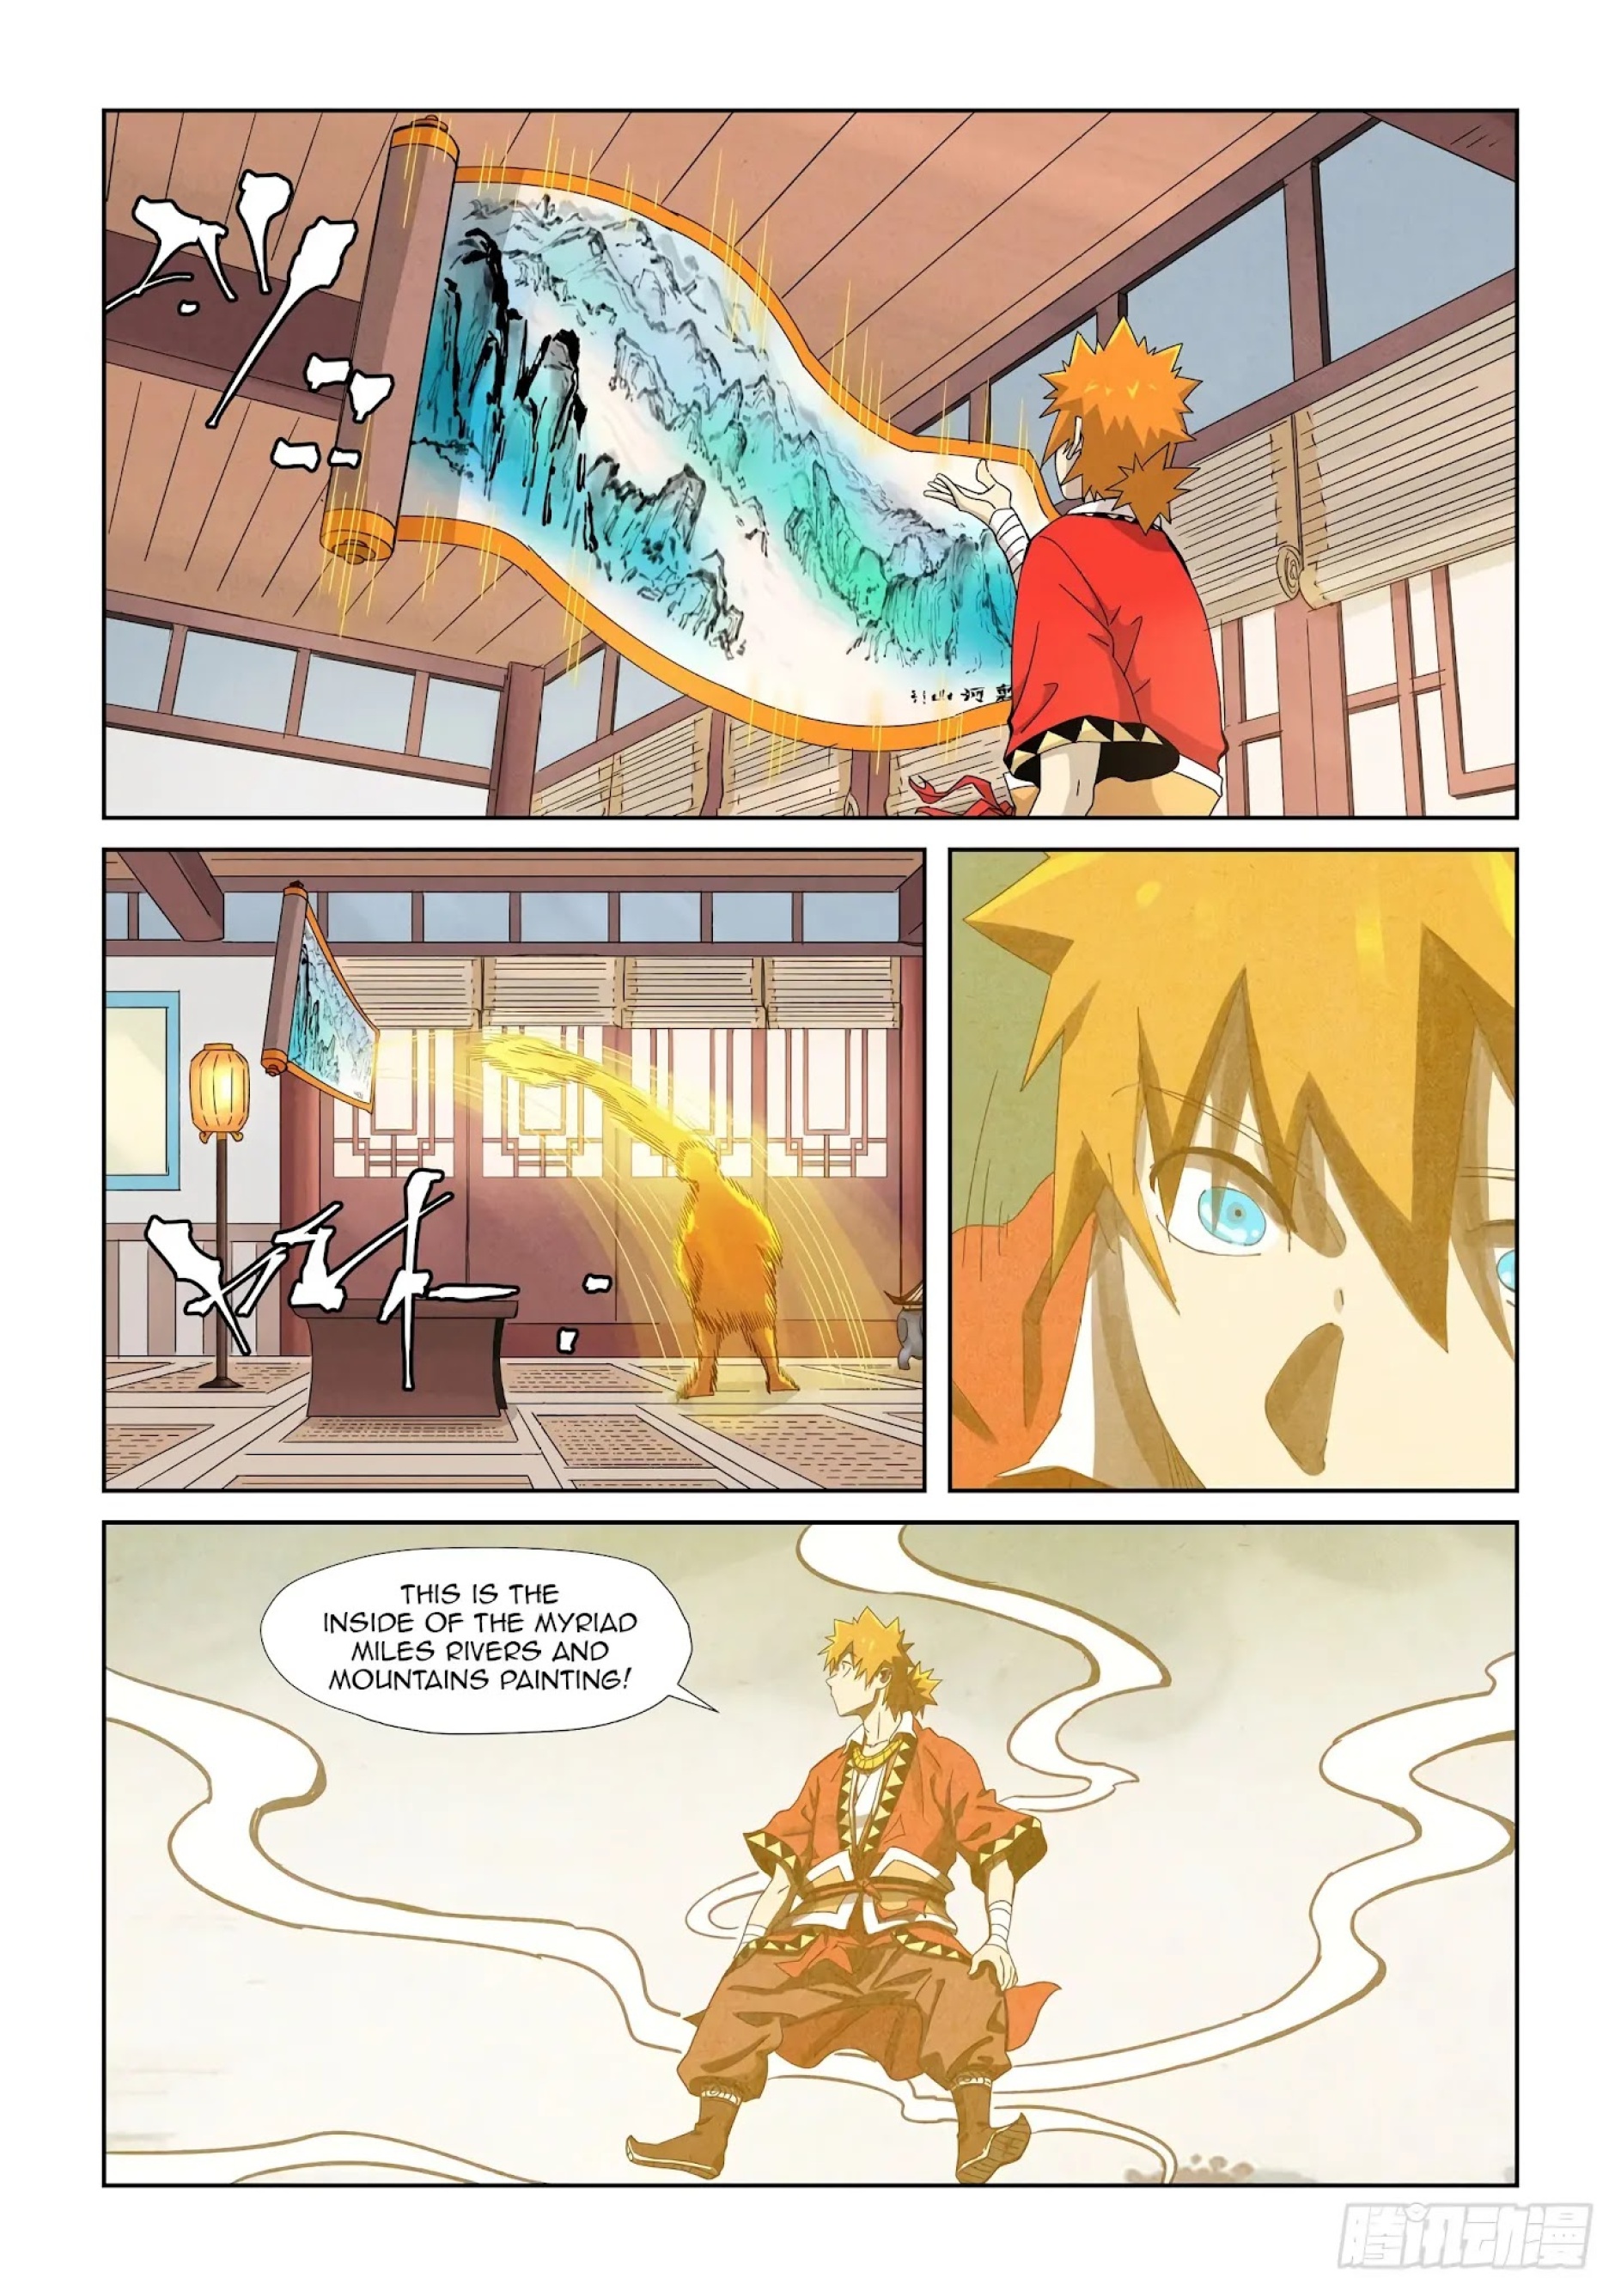 THIS IS THE
INSIDE OF THE MYRIAD
MILES RIVERS AND
MOUNTAINS PAINTING!
腾讯动漫